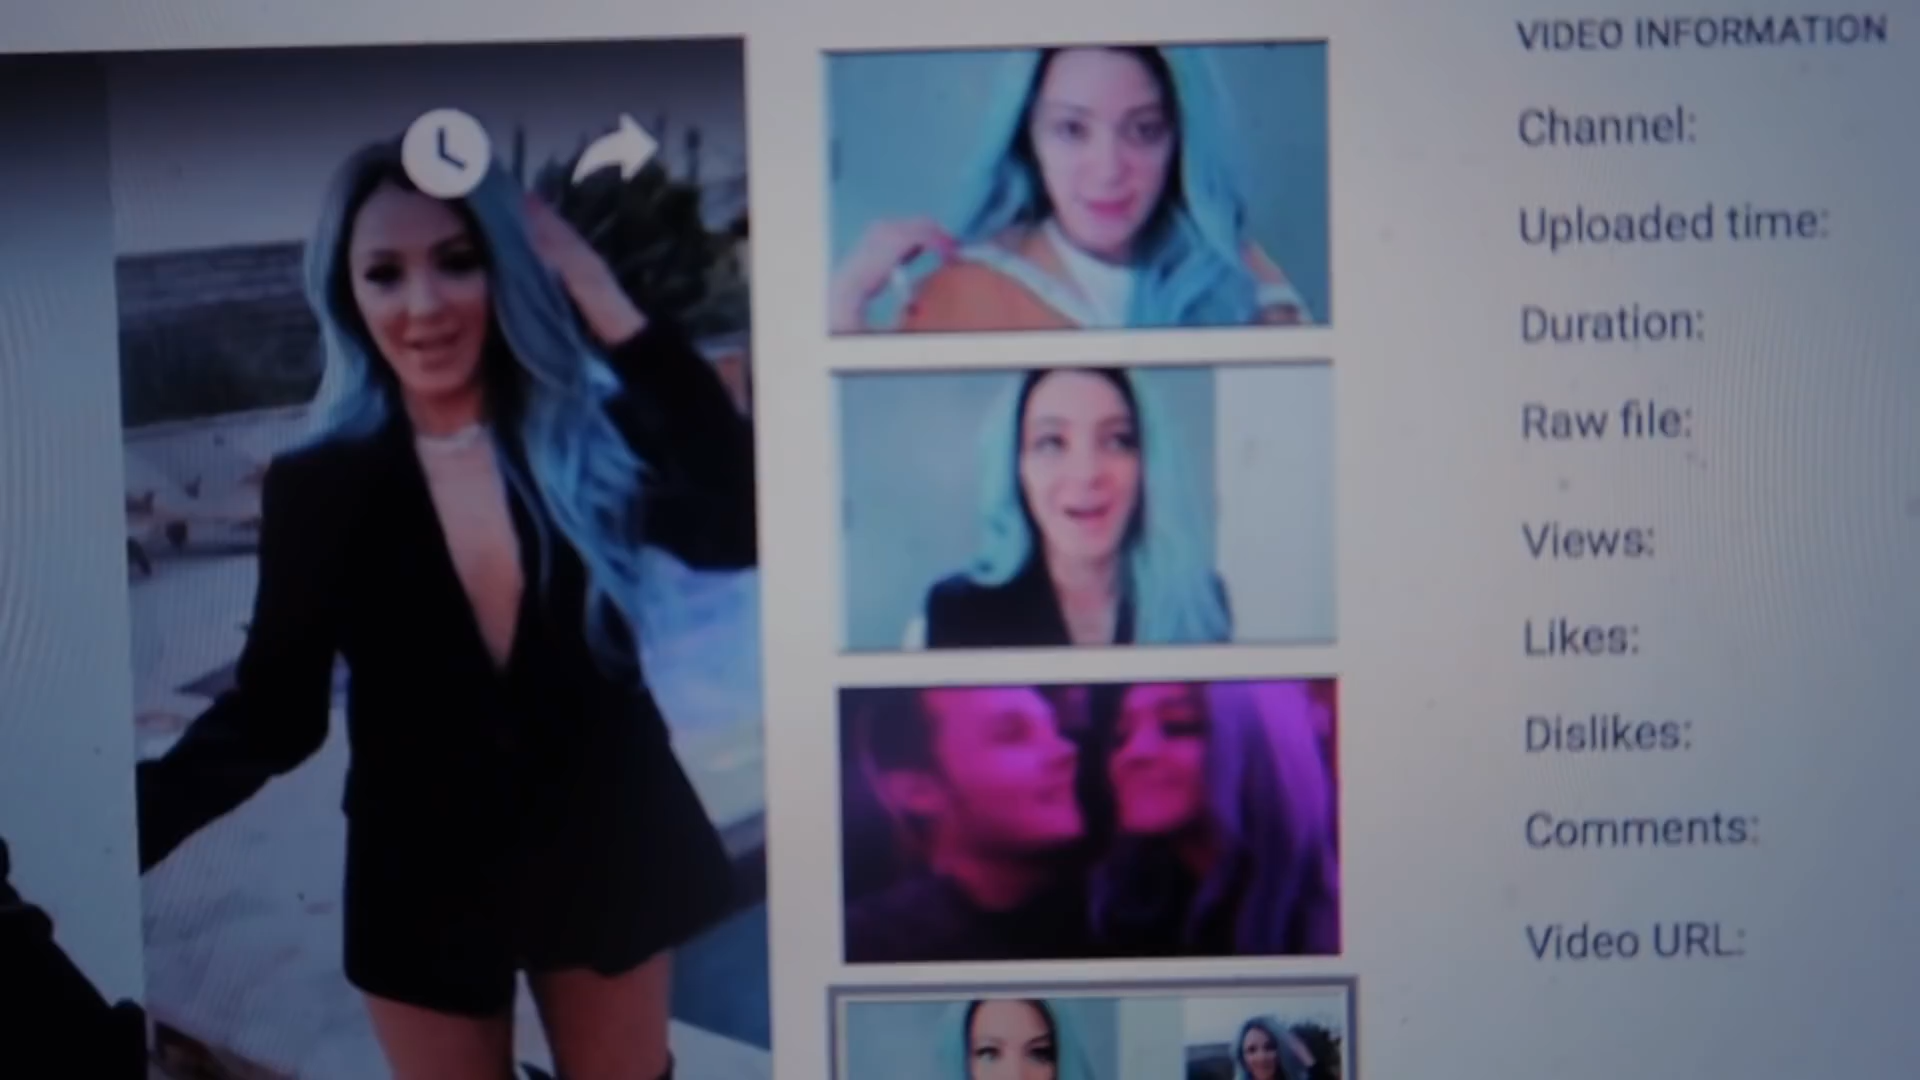 VIDEO INFORMATION
Channel:
Uploaded time:
Duration:
Raw file:
Views:
Likes:
Dislikes:
Comments:
Video URL: